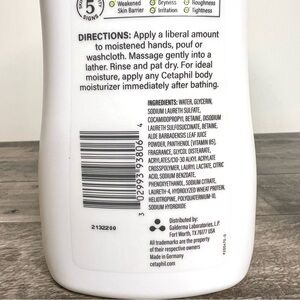 5
SIGNS
Weakened
Skin Barrier
Dryness
Irritation
Roughness
Tightness
DIRECTIONS: Apply a liberal amount
to moistened hands, pouf or
washcloth. Massage gently into a
lather. Rinse and pat dry. For ideal
moisture, apply any Cetaphil body
moisturizer immediately after bathing.
INGREDIENTS: WATER, GLYCERIN,
SODIUM LAURETH SULFATE,
COCAMIDOPROPYL BETAINE, DISODIUM
LAURETH SULFOSUCCINATE, BETAINE,
ALOE BARBADENSIS LEAF JUICE
POWDER, PANTHENOL [VITAMIN B5],
FRAGRANCE, GLYCOL DISTEARATE,
ACRYLATES/C10-30 ALKYL ACRYLATE
CROSSPOLYMER, LAURYL LACTATE, CITRIC
ACID, SODIUM BENZOATE,
PHENOXYETHANOL, SODIUM CITRATE,
LAURETH-4, HYDROLYZED WHEAT PROTEIN,
HELIOTROPINE, POLYQUATERNIUM-10,
SODIUM HYDROXIDE
3 02993 93806 4
2132200
Distributed by:
Galderma Laboratories, L.P.
Fort Worth, TX 76177 USA
All trademarks are the property
of their respective owners
Made in Germany
cetaphil.com